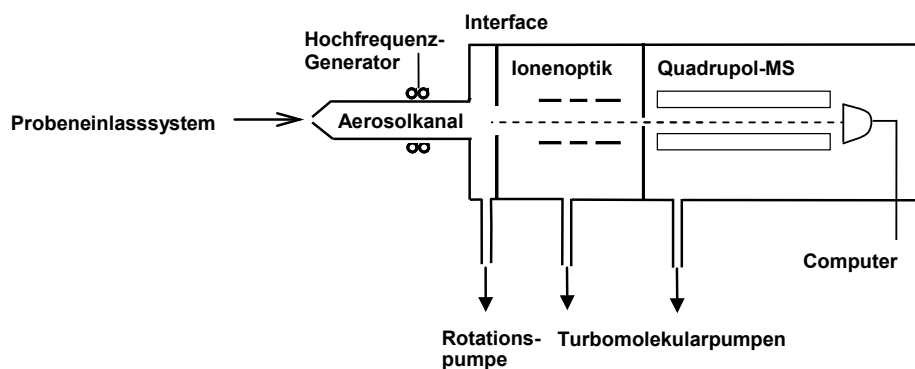 Interface
Hochfrequenz-
Generator
Ionenoptik
Quadrupol-MS
Probeneinlasssystem
Aerosolkanal
Computer
Rotations-
pumpe
Turbomolekularpumpen